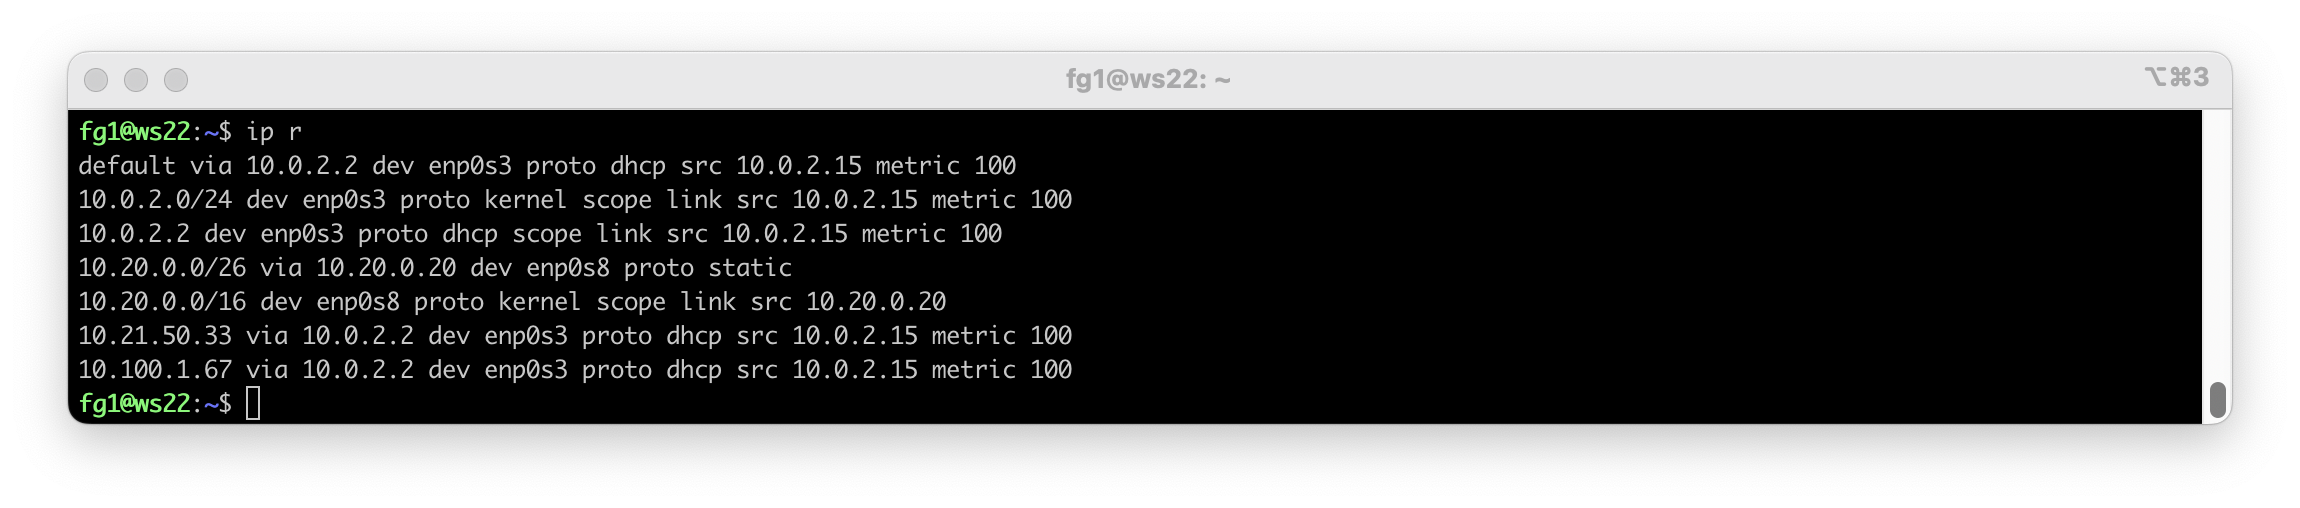 fg1@ws22: ~
⌥⌘3
fg1@ws22:~$ ip r
default via 10.0.2.2 dev enp0s3 proto dhcp src 10.0.2.15 metric 100
10.0.2.0/24 dev enp0s3 proto kernel scope link src 10.0.2.15 metric 100
10.0.2.2 dev enp0s3 proto dhcp scope link src 10.0.2.15 metric 100
10.20.0.0/26 via 10.20.0.20 dev enp0s8 proto static
10.20.0.0/16 dev enp0s8 proto kernel scope link src 10.20.0.20
10.21.50.33 via 10.0.2.2 dev enp0s3 proto dhcp src 10.0.2.15 metric 100
10.100.1.67 via 10.0.2.2 dev enp0s3 proto dhcp src 10.0.2.15 metric 100
fg1@ws22:~$